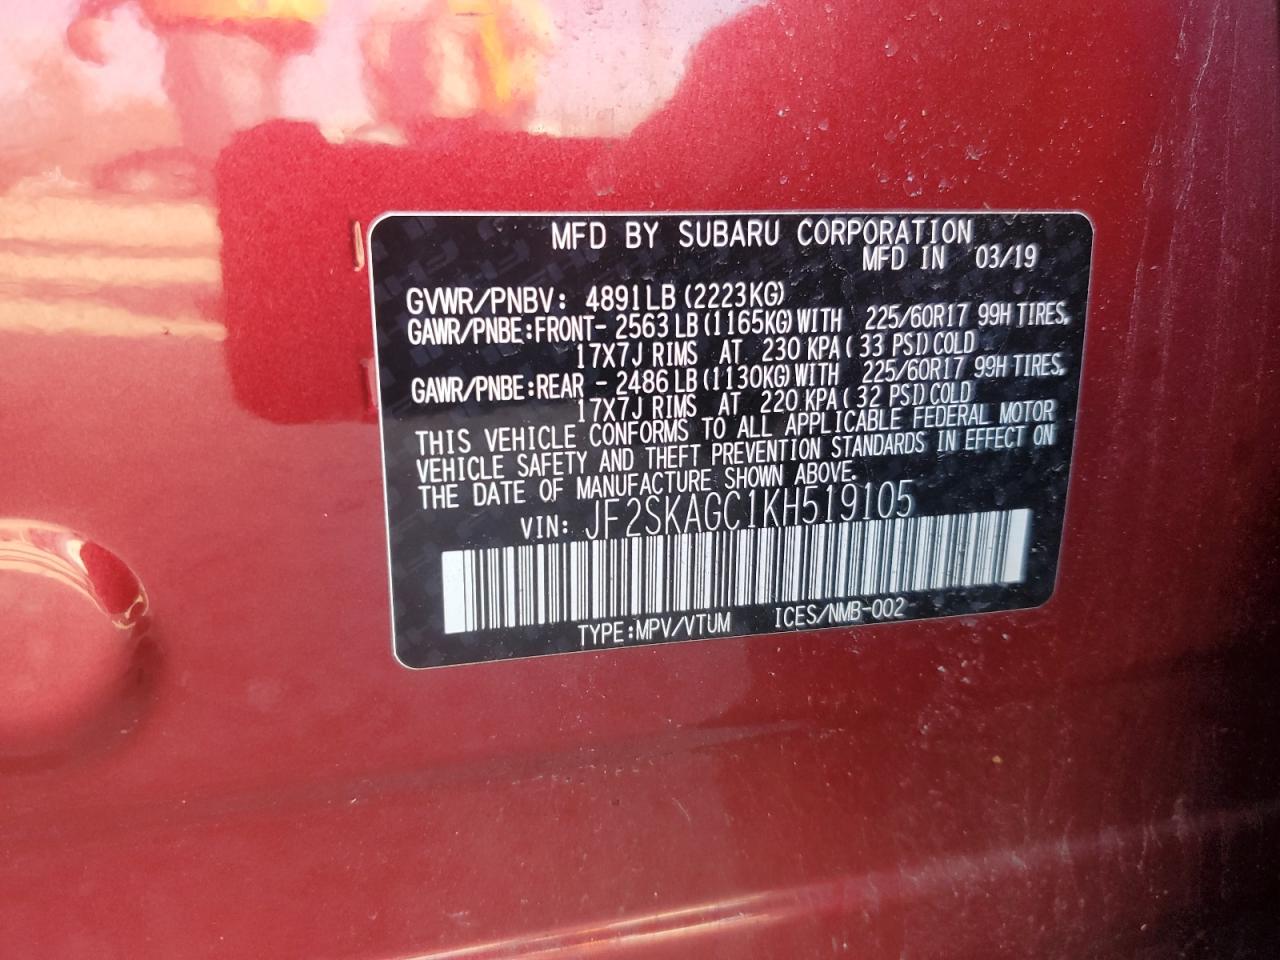 MFD BY SUBARU CORPORATION
MFD IN 03/19
GVWR/PNBV: 4891LB (2223KG)
GAWR/PNBE:FRONT- 2563 LB (1165KG) WITH 225/60R17 99H TIRES,
17X7J RIMS AT 230 KPA ( 33 PSI) COLD
GAWR/PNBE:REAR - 2486 LB (1130KG) WITH 225/60R17 99H TIRES,
17X7J RIMS AT 220 KPA ( 32 PSI) COLD
THIS VEHICLE CONFORMS TO ALL APPLICABLE FEDERAL MOTOR
VEHICLE SAFETY AND THEFT PREVENTION STANDARDS IN EFFECT ON
THE DATE OF MANUFACTURE SHOWN ABOVE.
VIN: JF2SKAGC1KH519105
TYPE:MPV/VTUM ICES/NMB-002